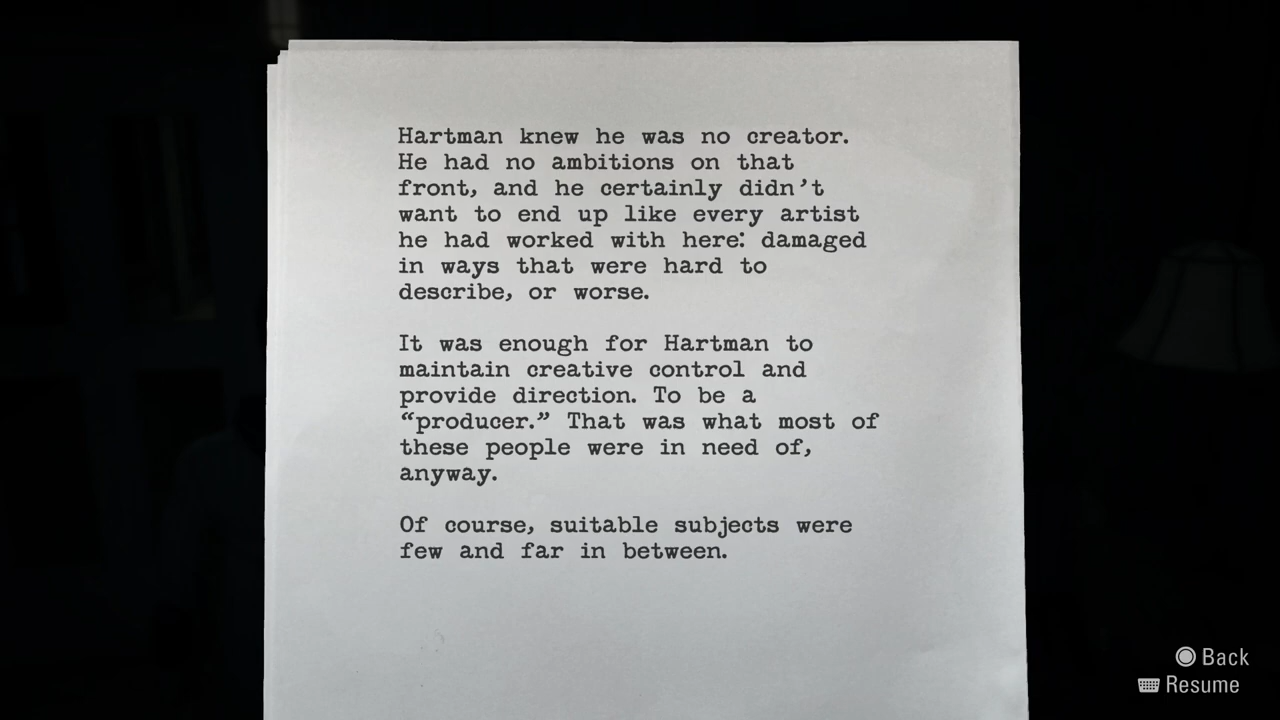 Hartman knew he was no creator.
He had no ambitions on that
front, and he certainly didn’t
want to end up like every artist
he had worked with here: damaged
in ways that were hard to
describe, or worse.
It was enough for Hartman to
maintain creative control and
provide direction. To be a
“producer.” That was what most of
these people were in need of,
anyway.
Of course, suitable subjects were
few and far in between.
Back
Resume